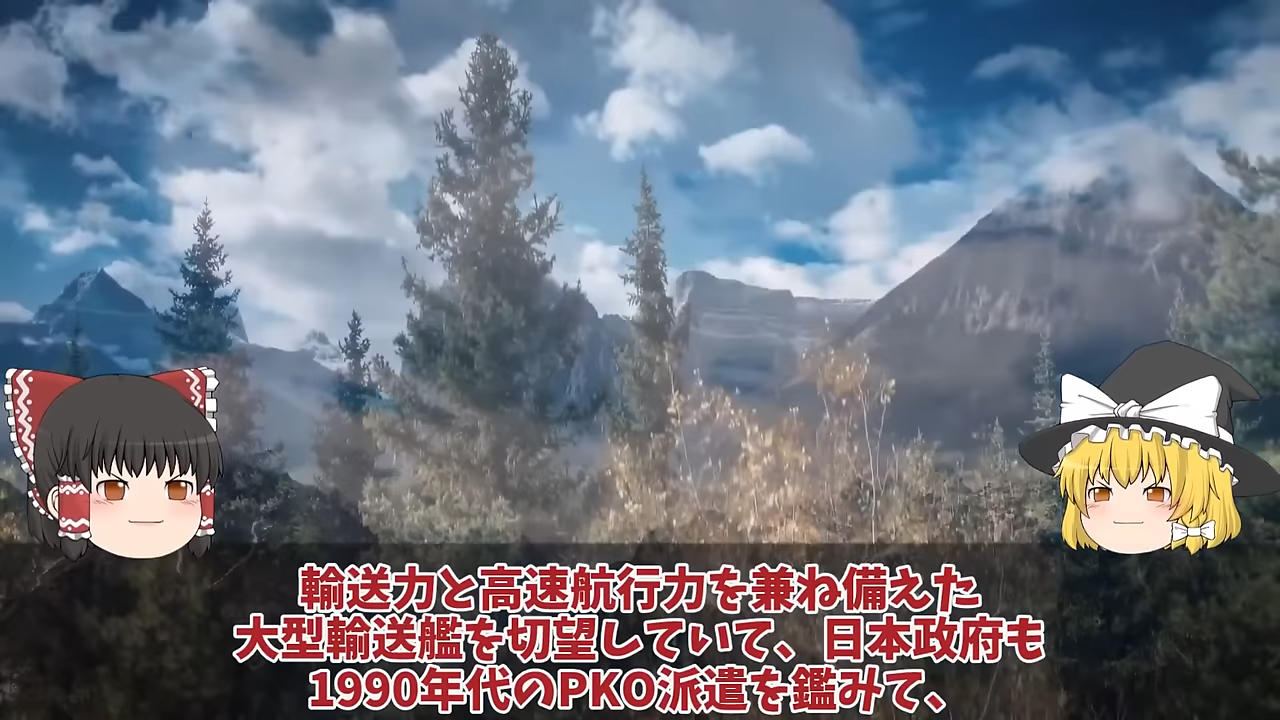 輸送力と高速航行力を兼ね備えた
大型輸送艦を切望していて、日本政府も
1990年代のPKO派遣を鑑みて、